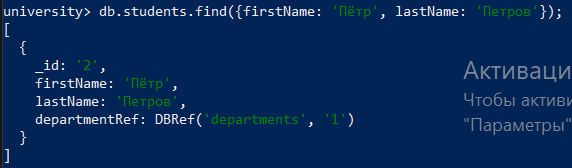 university> db.students.find({firstName: 'Пётр', lastName: 'Петров'});
[
  {
    _id: '2',
    firstName: 'Пётр',
    lastName: 'Петров',
    departmentRef: DBRef('departments', '1')
  }
]
Активаци
Чтобы активи
"Параметры"